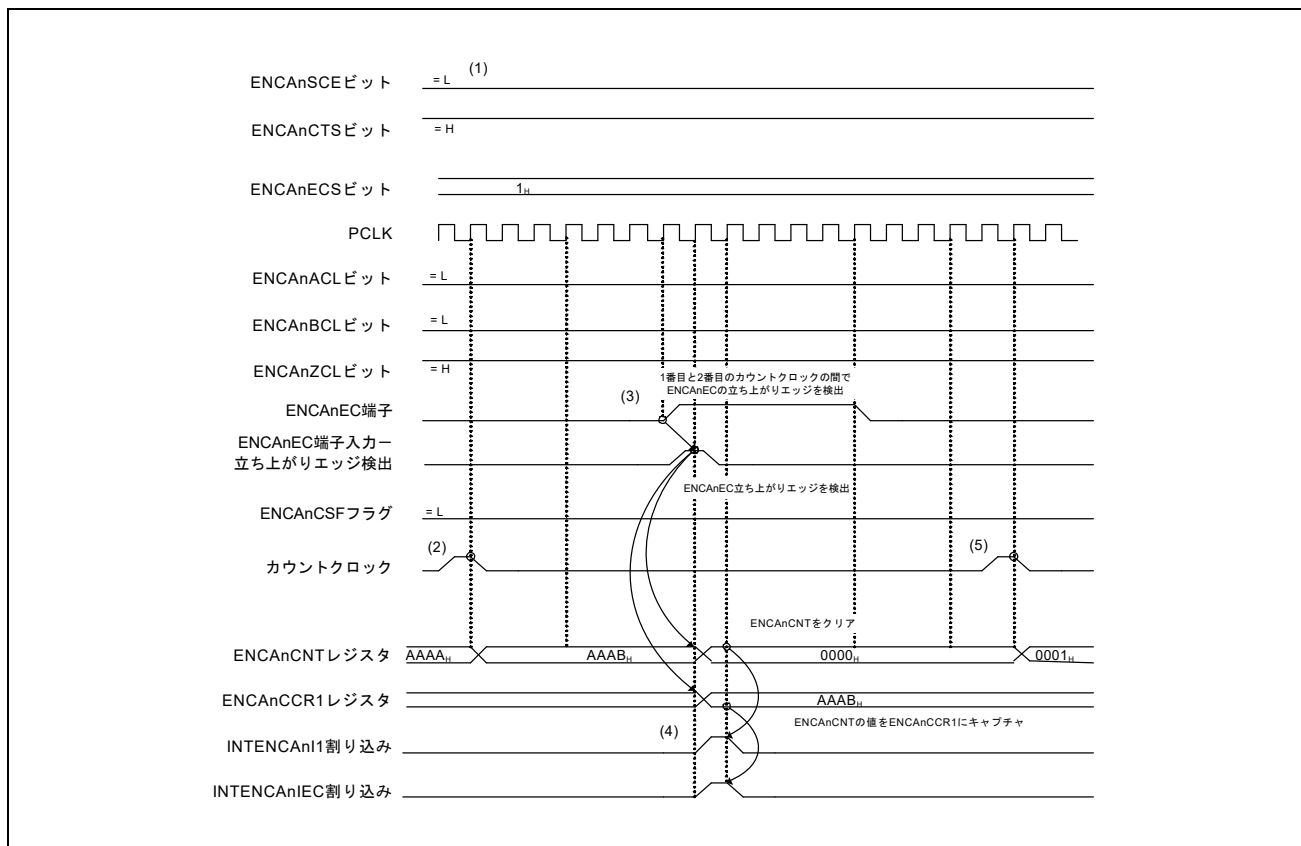 ENCAnSCEビット
= L
(1)
ENCAnCTSビット
= H
ENCAnECSビット
1H
PCLK
ENCAnACLビット
= L
ENCAnBCLビット
= L
ENCAnZCLビット
= H
1番目と2番目のカウントクロックの間で
ENCAnECの立ち上がりエッジを検出
(3)
ENCAnEC端子
ENCAnEC端子入力ー
立ち上がりエッジ検出
ENCAnEC立ち上がりエッジを検出
ENCAnCSFフラグ
= L
(2)
(5)
カウントクロック
ENCAnCNTをクリア
ENCAnCNTレジスタ
AAAAH
AAABH
0000H
0001H
ENCAnCCR1レジスタ
AAABH
ENCAnCNTの値をENCAnCCR1にキャプチャ
(4)
INTENCAnI1割り込み
INTENCAnIEC割り込み